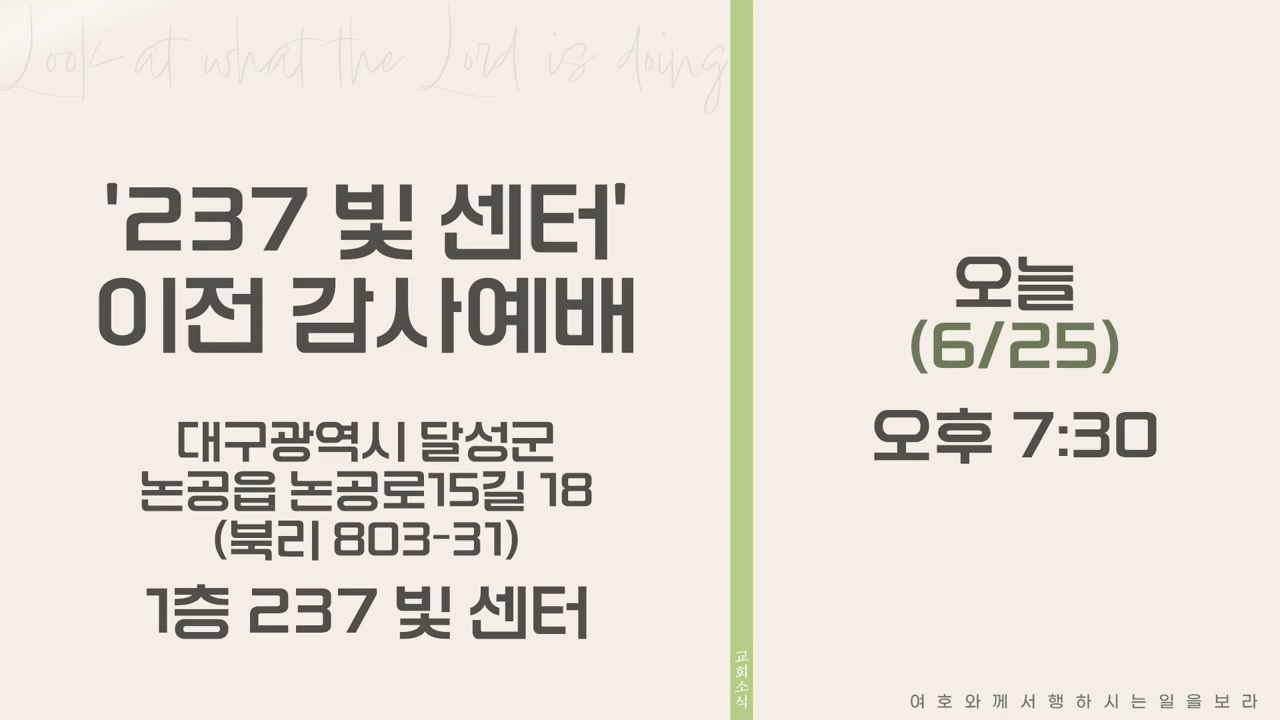 Look at what the Lord is doing
'237 빛 센터'
이전 감사예배
대구광역시 달성군
논공읍 논공로15길 18
(북리 803-31)
1층 237 빛 센터
오늘
(6/25)
오후 7:30
교회소식
여호와께서행하시는일을보라